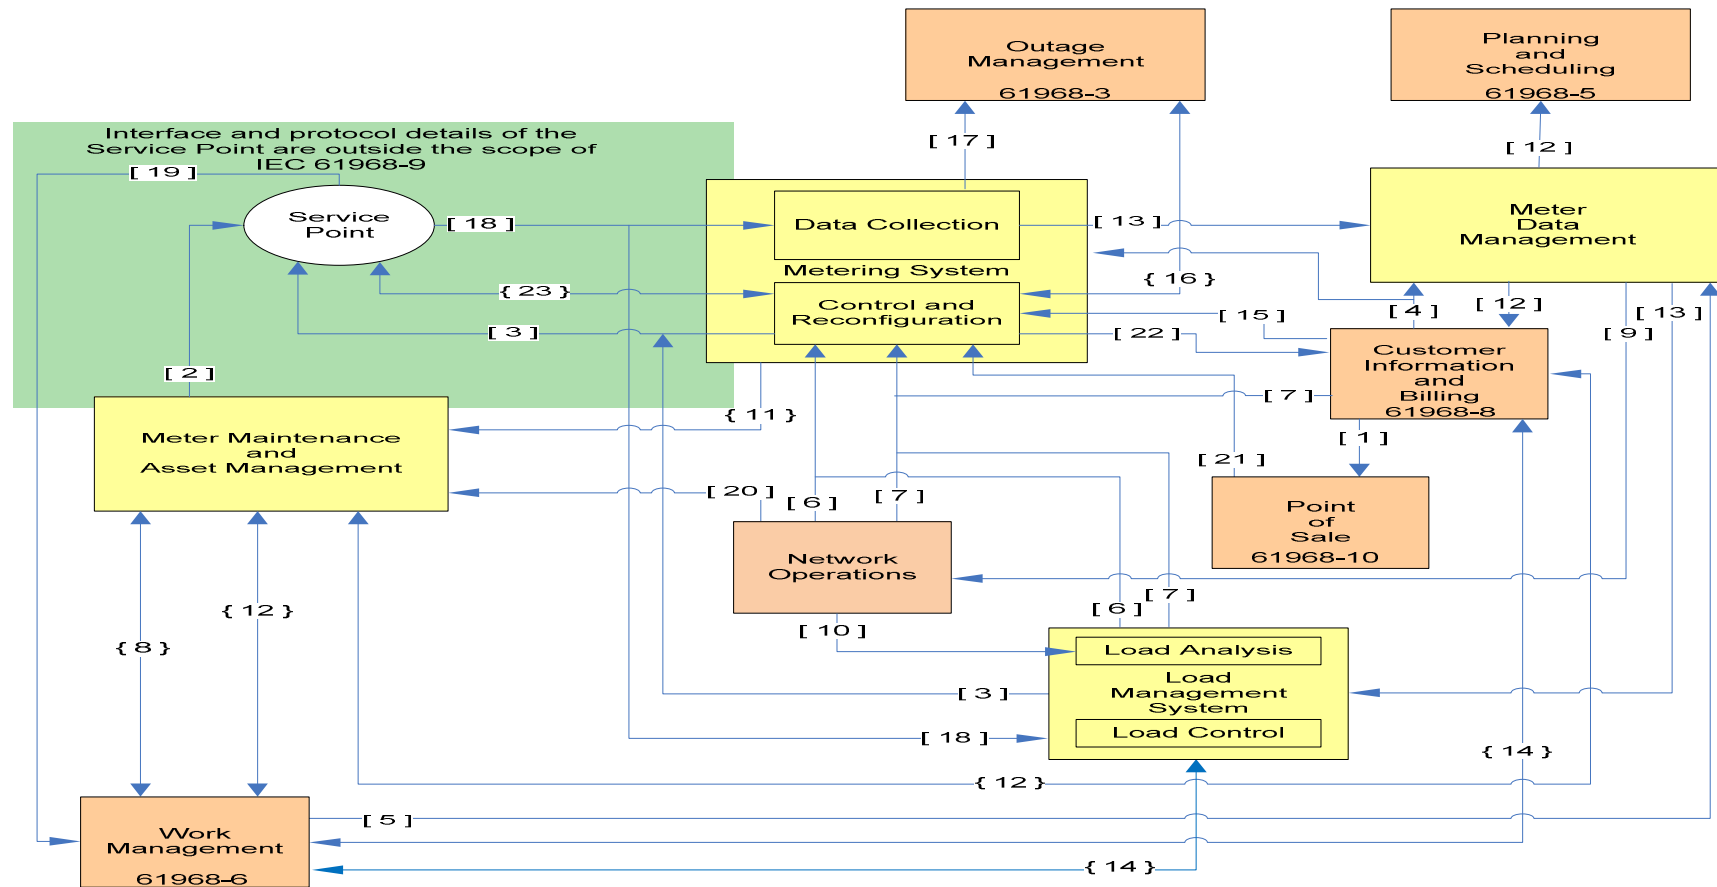 Outage
Management
61968-3
Planning
and
Scheduling
61968-5
Interface and protocol details of the
Service Point are outside the scope of
IEC 61968-9
[ 17 ]
[ 12 ]
[ 19 ]
Service
Point
[ 18 ]
Data Collection
[ 13 ]
Meter
Data
Management
Metering System
{ 16 }
{ 23 }
Control and
Reconfiguration
[ 3 ]
[ 15 ]
[ 22 ]
[ 4 ]
[ 12 ]
[ 9 ]
[ 13 ]
[ 2 ]
Customer
Information
and
Billing
61968-8
[ 7 ]
{ 11 }
[ 1 ]
Meter Maintenance
and
Asset Management
[ 21 ]
[ 20 ]
[ 6 ]
[ 7 ]
Point
of
Sale
61968-10
Network
Operations
[ 7 ]
[ 6 ]
{ 12 }
[ 10 ]
{ 8 }
Load Analysis
Load
Management
System
Load Control
[ 3 ]
[ 18 ]
{ 14 }
{ 12 }
[ 5 ]
Work
Management
61968-6
{ 14 }